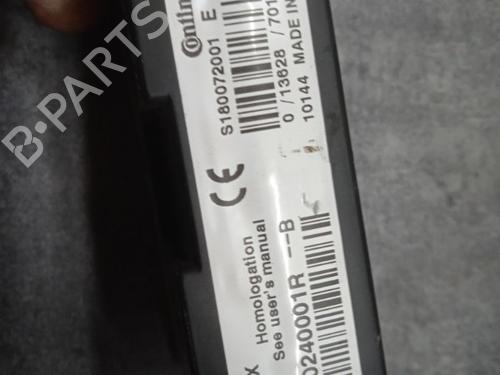 B-PARTS
Contin
S180072001 E
0 /13628 / 701
10144 MADE IN
CE
X
Homologation
See user's manual
0240001R --B